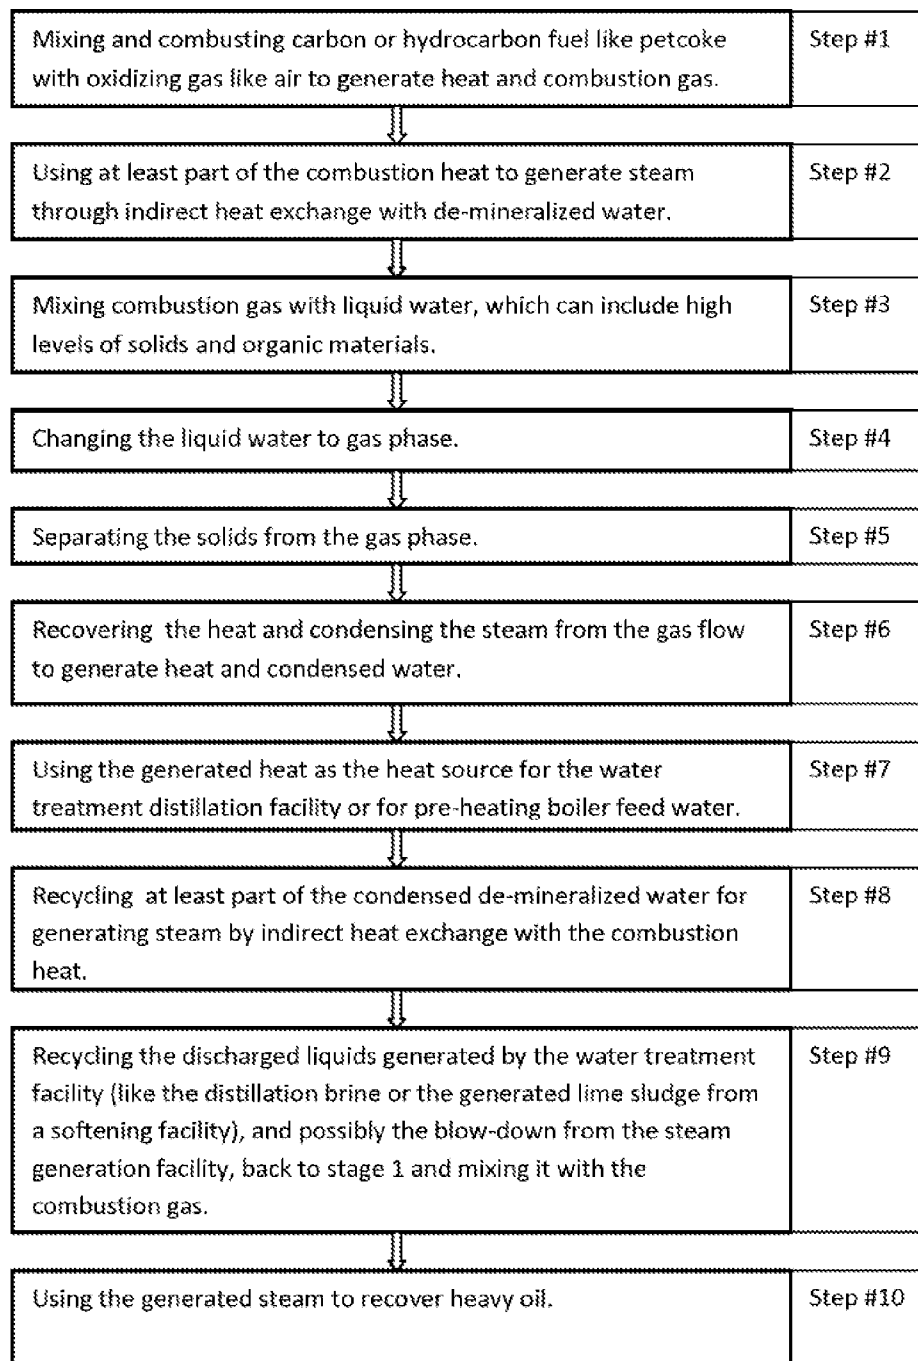 Mixing and combusting carbon or hydrocarbon fuel like petcoke
with oxidizing gas like air to generate heat and combustion gas.
Step #1
Using at least part of the combustion heat to generate steam
through indirect heat exchange with de-mineralized water.
Step #2
Mixing combustion gas with liquid water, which can include high
levels of solids and organic materials.
Step #3
Changing the liquid water to gas phase.
Step #4
Separating the solids from the gas phase.
Step #5
Recovering the heat and condensing the steam from the gas flow
to generate heat and condensed water.
Step #6
Using the generated heat as the heat source for the water
treatment distillation facility or for pre-heating boiler feed water.
Step #7
Recycling at least part of the condensed de-mineralized water for
generating steam by indirect heat exchange with the combustion
heat.
Step #8
Recycling the discharged liquids generated by the water treatment
facility (like the distillation brine or the generated lime sludge from
a softening facility), and possibly the blow-down from the steam
generation facility, back to stage 1 and mixing it with the
combustion gas.
Step #9
Using the generated steam to recover heavy oil.
Step #10